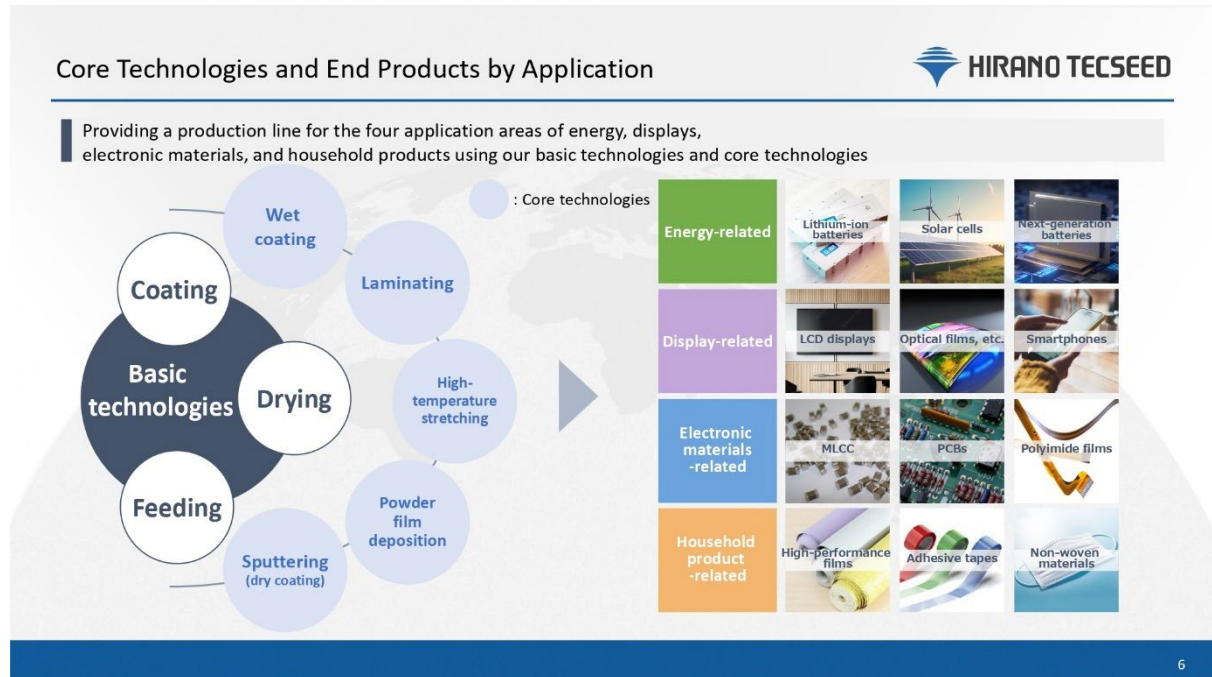 Core Technologies and End Products by Application
HIRANO TECSEED
Providing a production line for the four application areas of energy, displays,
electronic materials, and household products using our basic technologies and core technologies
: Core technologies
Basic
technologies
Coating
Drying
Feeding
Wet
coating
Laminating
High-
temperature
stretching
Powder
film
deposition
Sputtering
(dry coating)
Energy-related
Lithium-ion
batteries
Solar cells
Next-generation
batteries
Display-related
LCD displays
Optical films, etc.
Smartphones
Electronic
materials
-related
MLCC
PCBs
Polyimide films
Household
product
-related
High-performance
films
Adhesive tapes
Non-woven
materials
6